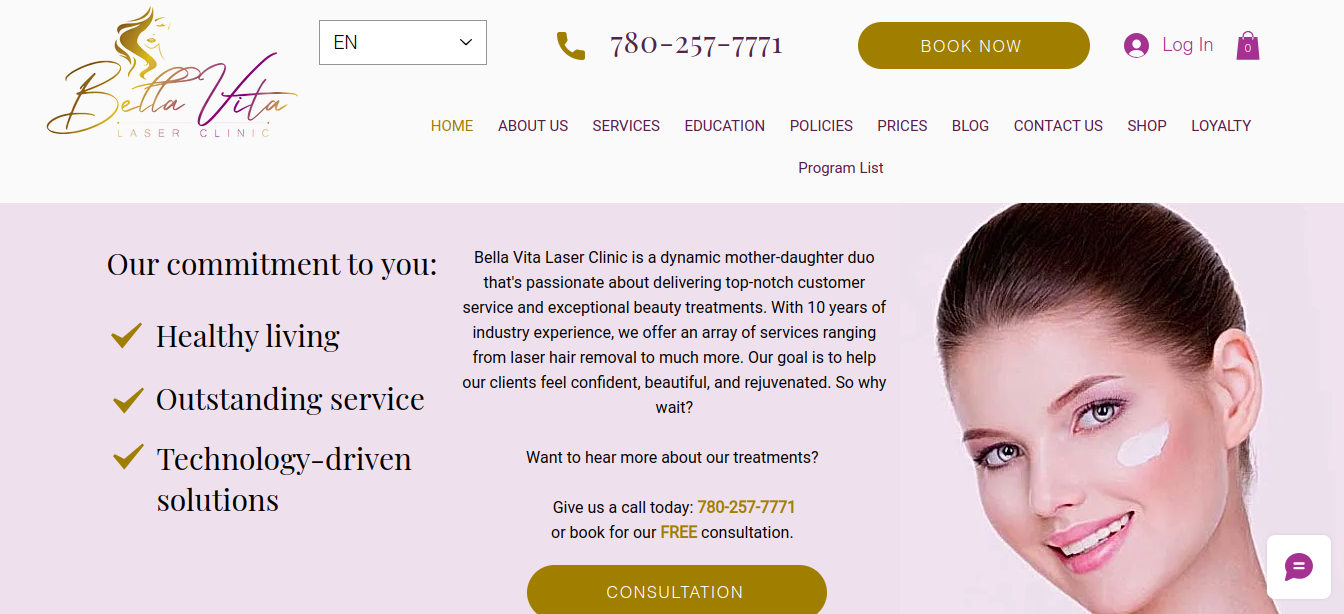 Bella Vita
LASER CLINIC
EN
780-257-7771
BOOK NOW
Log In
0
HOME ABOUT US SERVICES EDUCATION POLICIES PRICES BLOG CONTACT US SHOP LOYALTY
Program List
Our commitment to you:
Healthy living
Outstanding service
Technology-driven
solutions
Bella Vita Laser Clinic is a dynamic mother-daughter duo
that's passionate about delivering top-notch customer
service and exceptional beauty treatments. With 10 years of
industry experience, we offer an array of services ranging
from laser hair removal to much more. Our goal is to help
our clients feel confident, beautiful, and rejuvenated. So why
wait?
Want to hear more about our treatments?
Give us a call today: 780-257-7771
or book for our FREE consultation.
CONSULTATION